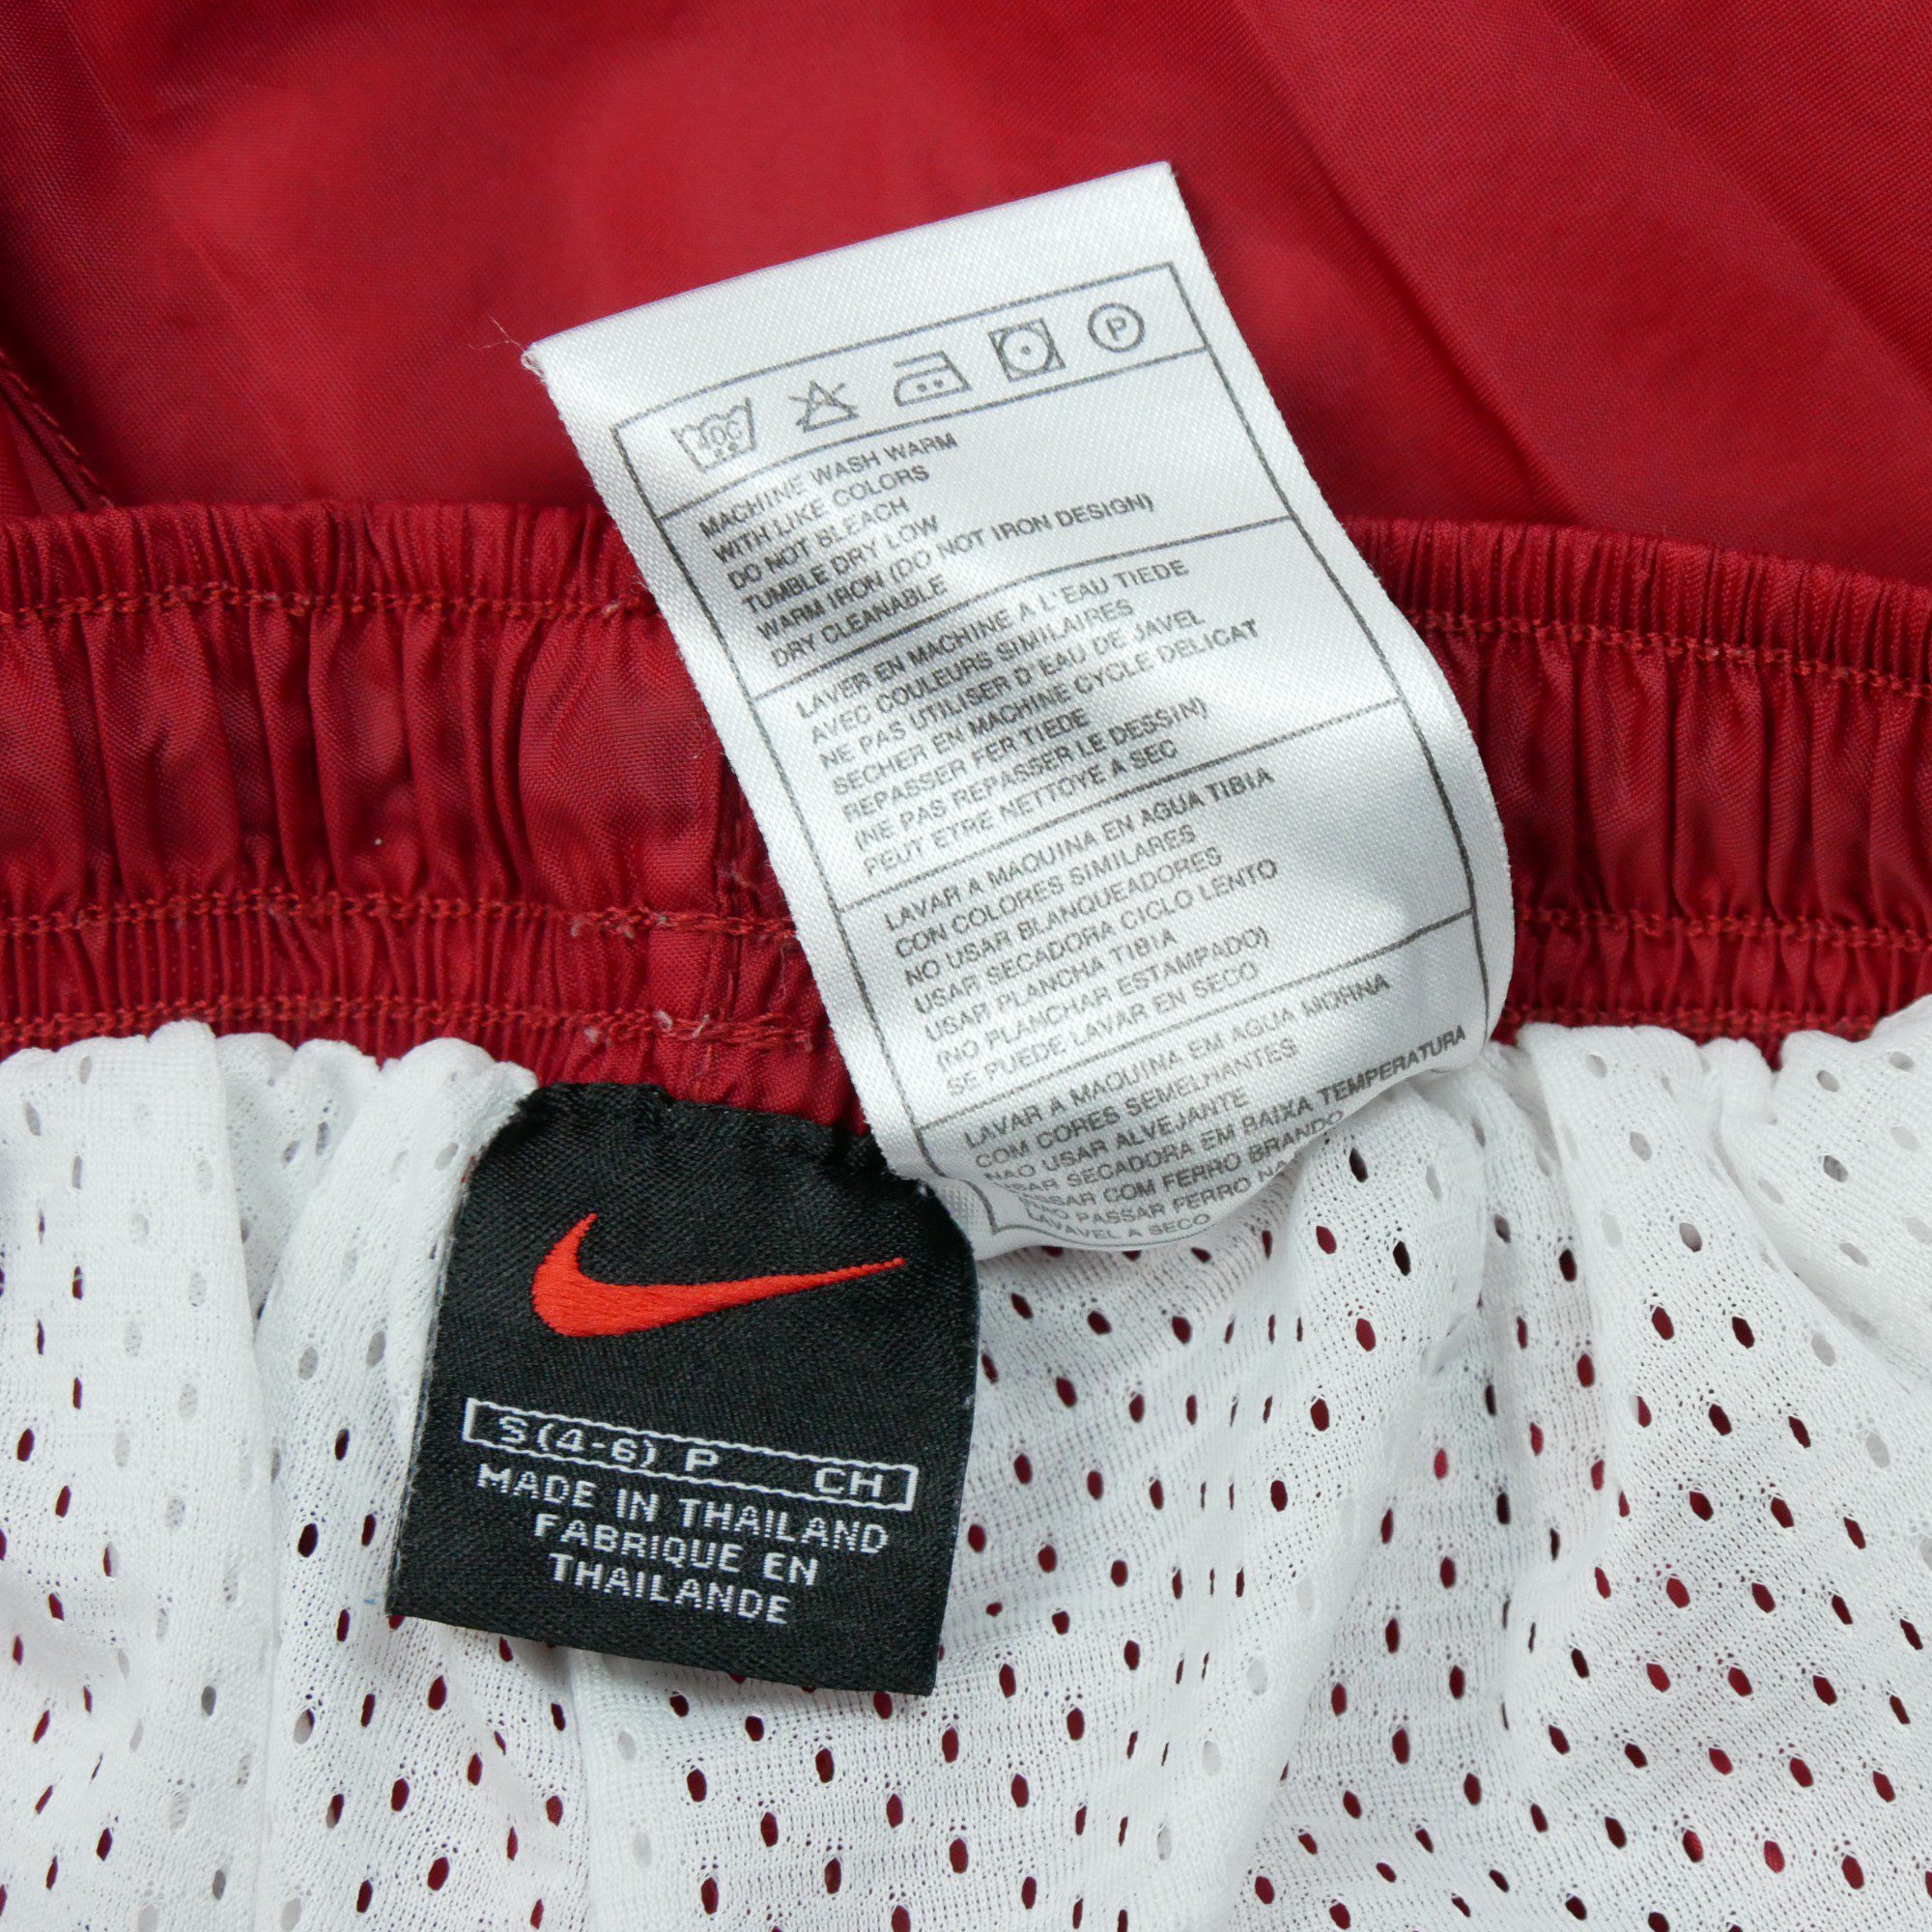 40C
P
MACHINE WASH WARM
WITH LIKE COLORS
DO NOT BLEACH
TUMBLE DRY LOW
WARM IRON (DO NOT IRON DESIGN)
DRY CLEANABLE
LAVER EN MACHINE A L'EAU TIEDE
AVEC COULEURS SIMILAIRES
NE PAS UTILISER D'EAU DE JAVEL
SECHER EN MACHINE CYCLE DELICAT
REPASSER FER TIEDE
(NE PAS REPASSER LE DESSIN)
PEUT ETRE NETTOYE A SEC
LAVAR A MAQUINA EN AGUA TIBIA
CON COLORES SIMILARES
NO USAR BLANQUEADORES
USAR SECADORA CICLO LENTO
USAR PLANCHA TIBIA
(NO PLANCHAR ESTAMPADO)
SE PUEDE LAVAR EN SECO
LAVAR A MAQUINA EM AGUA MORNA
COM CORES SEMELHANTES
NAO USAR ALVEJANTE
USAR SECADORA EM BAIXA TEMPERATURA
PASSAR COM FERRO BRANDO
PASSAR FERRO
LAVAVEL A SECO
S (4-6) P CH
MADE IN THAILAND
FABRIQUE EN
THAILANDE